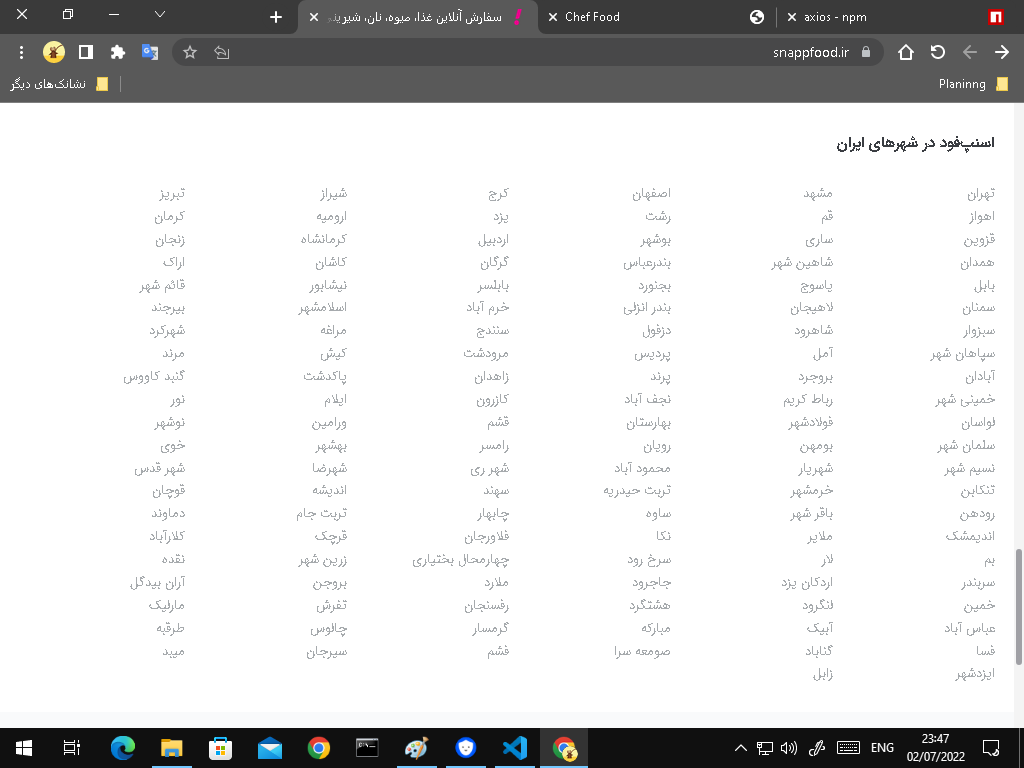 سفارش آنلاین غذا، میوه، نان، شیرینی
Chef Food
axios - npm
snappfood.ir
نشانک‌های دیگر
Planinng
اسنپ‌فود در شهرهای ایران
تهران مشهد اصفهان کرج شیراز تبریز
اهواز قم رشت یزد ارومیه کرمان
قزوین ساری بوشهر اردبیل کرمانشاه زنجان
همدان شاهین شهر بندرعباس گرگان کاشان اراک
بابل یاسوج بجنورد بابلسر نیشابور قائم شهر
سمنان لاهیجان بندر انزلی خرم آباد اسلامشهر بیرجند
سبزوار شاهرود دزفول سنندج مراغه شهرکرد
سپاهان شهر آمل پردیس مرودشت کیش مرند
آبادان بروجرد پرند زاهدان پاکدشت گنبد کاووس
خمینی شهر رباط کریم نجف آباد کازرون ایلام نور
لواسان فولادشهر بهارستان قشم ورامین نوشهر
سلمان شهر بومهن رویان رامسر بهشهر خوی
نسیم شهر شهریار محمود آباد شهر ری شهرضا شهر قدس
تنکابن خرمشهر تربت حیدریه سهند اندیشه قوچان
رودهن باقر شهر ساوه چابهار تربت جام دماوند
اندیمشک ملایر نکا فلاورجان قرچک کلارآباد
بم لار سرخ رود چهارمحال بختیاری زرین شهر نقده
سربندر اردکان یزد جاجرود ملارد بروجن آران بیدگل
خمین لنگرود هشتگرد رفسنجان تفرش مارلیک
عباس آباد آبیک مبارکه گرمسار چالوس طرقبه
فسا گناباد صومعه سرا فشم سیرجان میبد
ایزدشهر زابل
ENG
23:47
02/07/2022